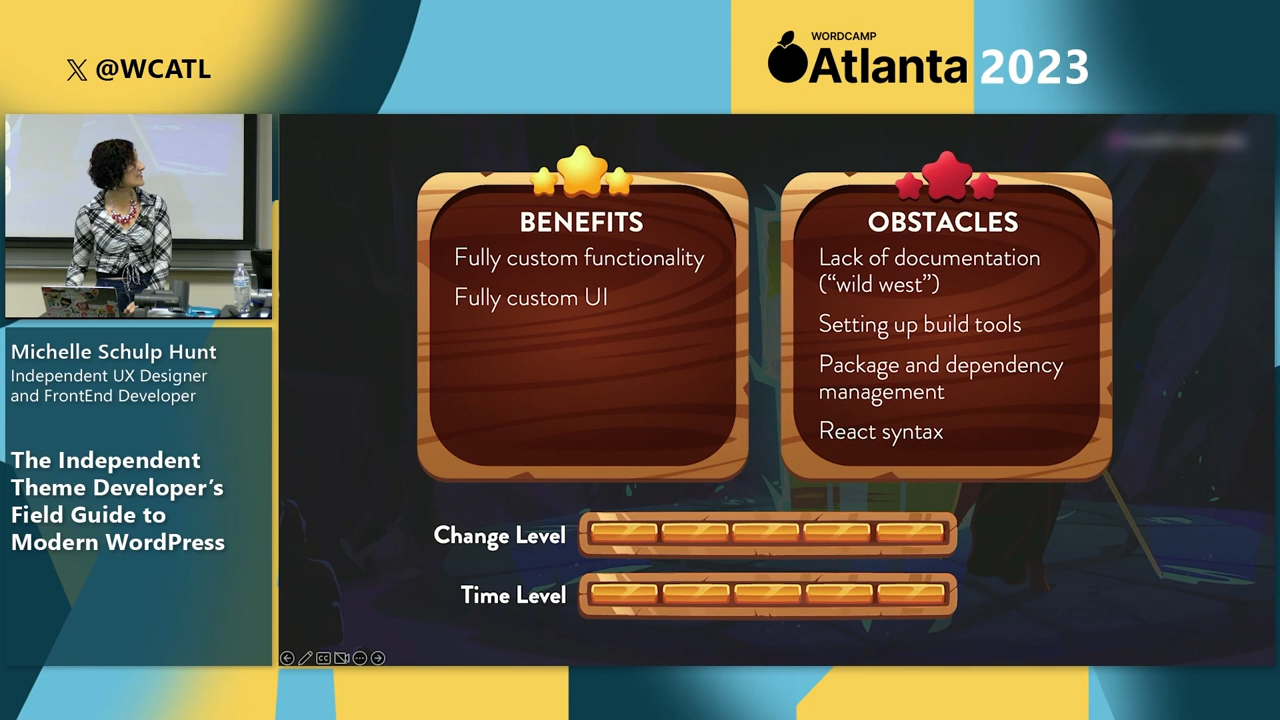 @WCATL
WORDCAMP
Atlanta 2023
BENEFITS
Fully custom functionality
Fully custom UI
OBSTACLES
Lack of documentation
(“wild west”)
Setting up build tools
Package and dependency
management
React syntax
Change Level
Time Level
Michelle Schulp Hunt
Independent UX Designer
and FrontEnd Developer
The Independent
Theme Developer’s
Field Guide to
Modern WordPress